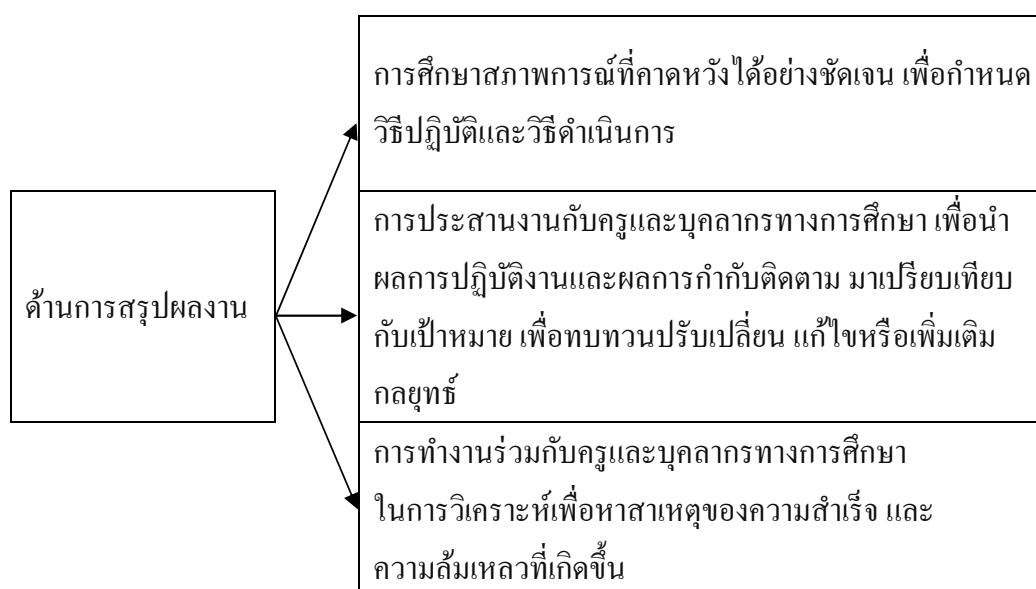 ด้านการสรุปผลงาน
การศึกษาสภาพการณ์ที่คาดหวังได้อย่างชัดเจน เพื่อกำหนด
วิธีปฏิบัติและวิธีดำเนินการ
การประสานงานกับครูและบุคลากรทางการศึกษา เพื่อนำ
ผลการปฏิบัติงานและผลการกำกับติดตาม มาเปรียบเทียบ
กับเป้าหมาย เพื่อทบทวนปรับเปลี่ยน แก้ไขหรือเพิ่มเติม
กลยุทธ์
การทำงานร่วมกับครูและบุคลากรทางการศึกษา
ในการวิเคราะห์เพื่อหาสาเหตุของความสำเร็จ และ
ความล้มเหลวที่เกิดขึ้น